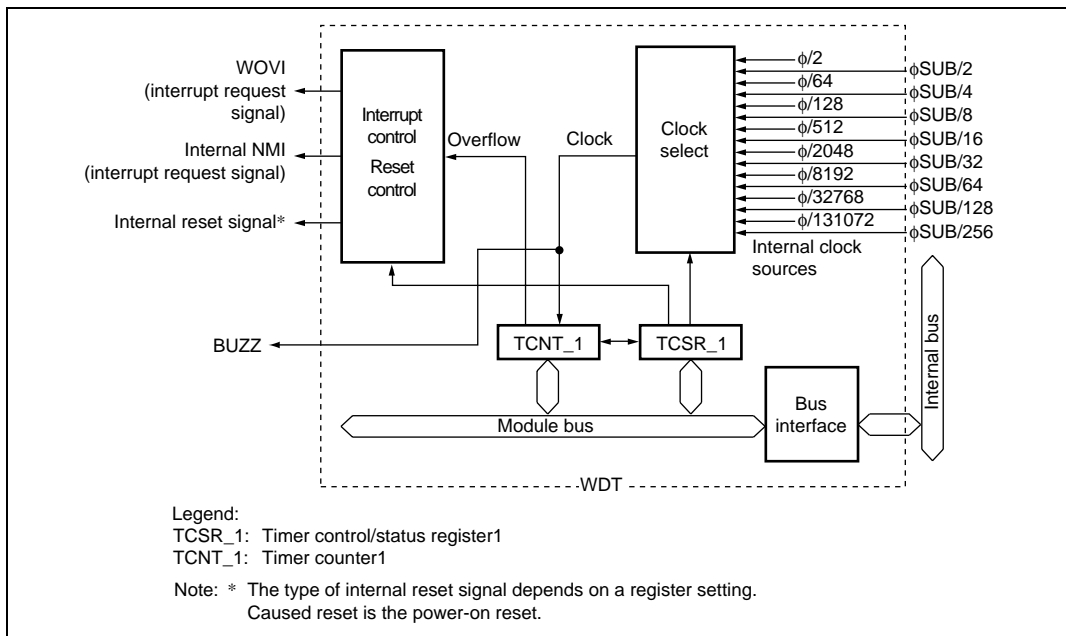 WOVI
(interrupt request
signal)
Internal NMI
(interrupt request signal)
Internal reset signal*
BUZZ
Interrupt
control
Reset
control
Overflow
Clock
Clock
select
ϕ/2
ϕ/64
ϕ/128
ϕ/512
ϕ/2048
ϕ/8192
ϕ/32768
ϕ/131072
Internal clock
sources
ϕSUB/2
ϕSUB/4
ϕSUB/8
ϕSUB/16
ϕSUB/32
ϕSUB/64
ϕSUB/128
ϕSUB/256
TCNT_1
TCSR_1
Module bus
Bus
interface
Internal bus
WDT
Legend:
TCSR_1: Timer control/status register1
TCNT_1: Timer counter1
Note: * The type of internal reset signal depends on a register setting.
Caused reset is the power-on reset.